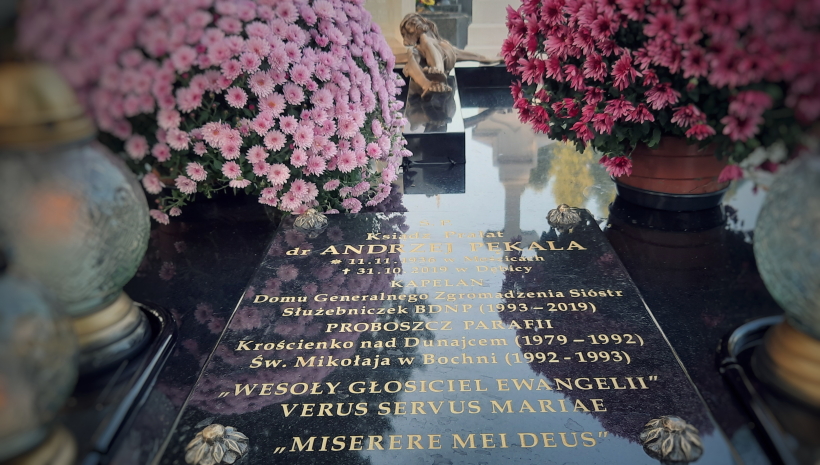 Ksiądz Prałat
dr ANDRZEJ PĘKALA
* 11.11. w
† 31.10.2019 w Dębicy
KAPELAN
Domu Generalnego Zgromadzenia Sióstr
Służebniczek BDNP (1993 – 2019)
PROBOSZCZ PARAFII
Krościenko nad Dunajcem (1979 – 1992)
Św. Mikołaja w Bochni (1992 - 1993)
„WESOŁY GŁOSICIEL EWANGELII”
VERUS SERVUS MARIAE
„MISERERE MEI DEUS”